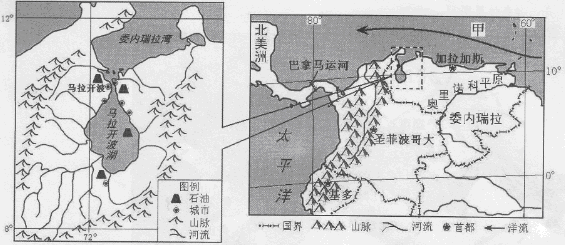 12°
委内瑞拉湾
马拉开波
马拉开波湖
8°
72°
图例
石油
城市
山脉
河流
80°
甲
60°
北美洲
巴拿马运河
加拉加斯
10°
奥里诺科平原
委内瑞拉
太平洋
圣菲波哥大
基多
0°
国界
山脉
河流
首都
洋流